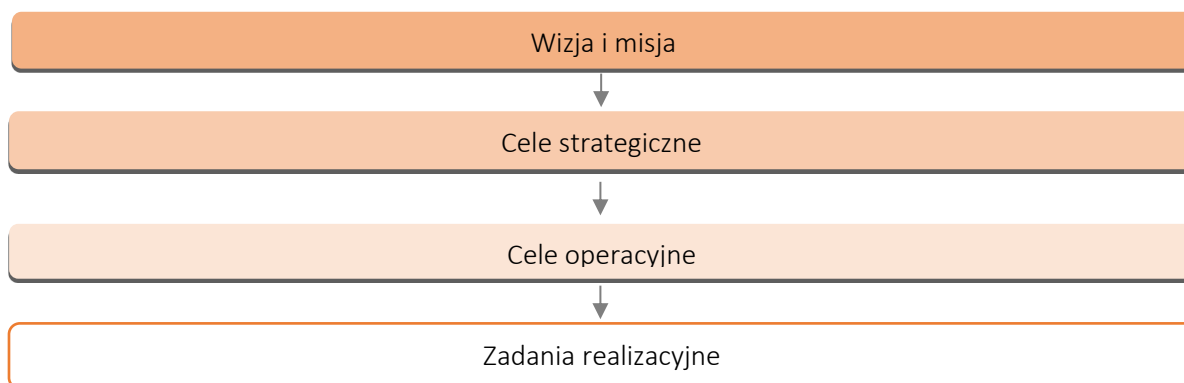 Wizja i misja
Cele strategiczne
Cele operacyjne
Zadania realizacyjne